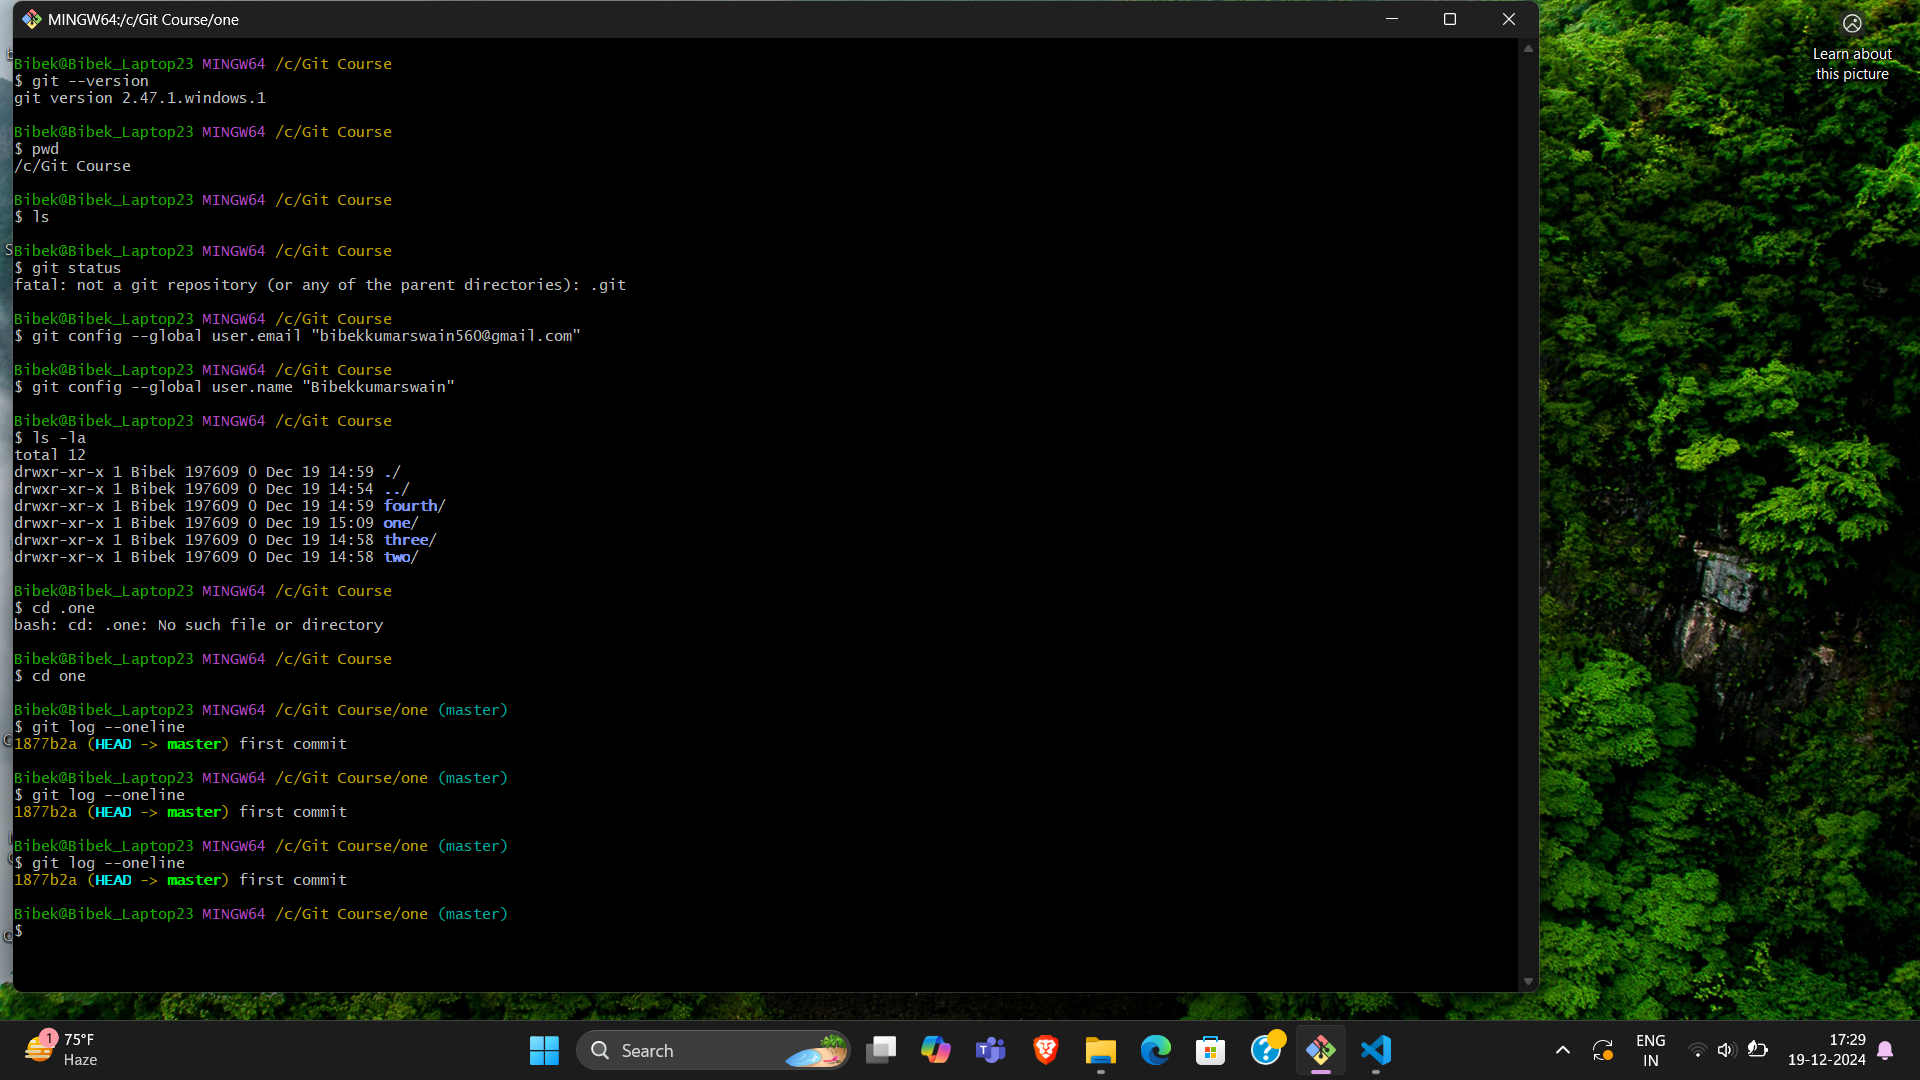 MINGW64:/c/Git Course/one
Learn about
this picture
Bibek@Bibek_Laptop23 MINGW64 /c/Git Course
$ git --version
git version 2.47.1.windows.1
Bibek@Bibek_Laptop23 MINGW64 /c/Git Course
$ pwd
/c/Git Course
Bibek@Bibek_Laptop23 MINGW64 /c/Git Course
$ ls
Bibek@Bibek_Laptop23 MINGW64 /c/Git Course
$ git status
fatal: not a git repository (or any of the parent directories): .git
Bibek@Bibek_Laptop23 MINGW64 /c/Git Course
$ git config --global user.email "bibekkumarswain560@gmail.com"
Bibek@Bibek_Laptop23 MINGW64 /c/Git Course
$ git config --global user.name "Bibekkumarswain"
Bibek@Bibek_Laptop23 MINGW64 /c/Git Course
$ ls -la
total 12
drwxr-xr-x 1 Bibek 197609 0 Dec 19 14:59 ./
drwxr-xr-x 1 Bibek 197609 0 Dec 19 14:54 ../
drwxr-xr-x 1 Bibek 197609 0 Dec 19 14:59 fourth/
drwxr-xr-x 1 Bibek 197609 0 Dec 19 15:09 one/
drwxr-xr-x 1 Bibek 197609 0 Dec 19 14:58 three/
drwxr-xr-x 1 Bibek 197609 0 Dec 19 14:58 two/
Bibek@Bibek_Laptop23 MINGW64 /c/Git Course
$ cd .one
bash: cd: .one: No such file or directory
Bibek@Bibek_Laptop23 MINGW64 /c/Git Course
$ cd one
Bibek@Bibek_Laptop23 MINGW64 /c/Git Course/one (master)
$ git log --oneline
1877b2a (HEAD -> master) first commit
Bibek@Bibek_Laptop23 MINGW64 /c/Git Course/one (master)
$ git log --oneline
1877b2a (HEAD -> master) first commit
Bibek@Bibek_Laptop23 MINGW64 /c/Git Course/one (master)
$ git log --oneline
1877b2a (HEAD -> master) first commit
Bibek@Bibek_Laptop23 MINGW64 /c/Git Course/one (master)
$
1
75°F
Haze
Search
ENG
IN
17:29
19-12-2024